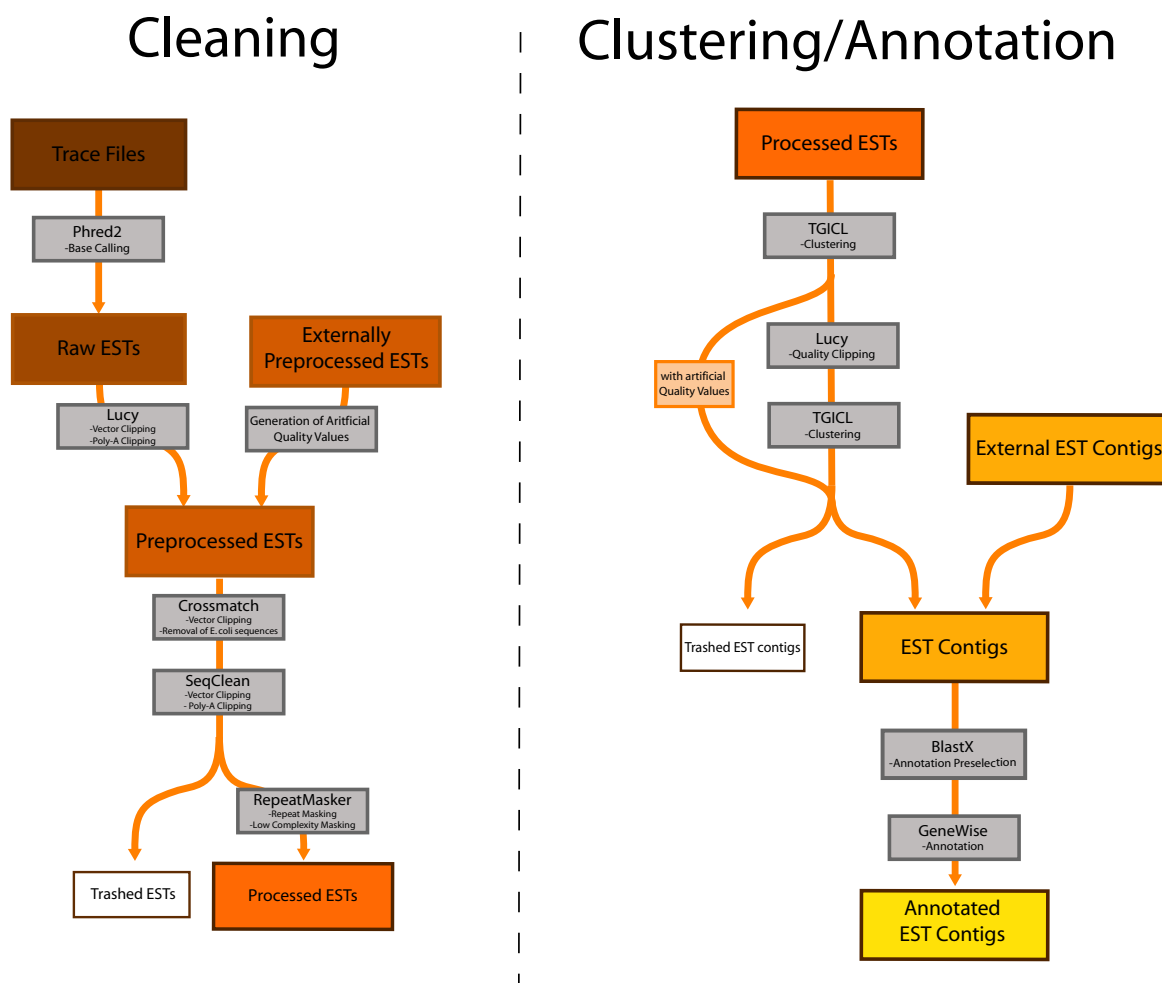 Cleaning
Trace Files
Phred2
-Base Calling
Raw ESTs
Externally
Preprocessed ESTs
Lucy
-Vector Clipping
-Poly-A Clipping
Generation of Aritficial
Quality Values
Preprocessed ESTs
Crossmatch
-Vector Clipping
-Removal of E. coli sequences
SeqClean
-Vector Clipping
- Poly-A Clipping
RepeatMasker
-Repeat Masking
-Low Complexity Masking
Trashed ESTs
Processed ESTs
Clustering/Annotation
Processed ESTs
TGICL
-Clustering
Lucy
-Quality Clipping
with artificial
Quality Values
TGICL
-Clustering
External EST Contigs
Trashed EST contigs
EST Contigs
BlastX
-Annotation Preselection
GeneWise
-Annotation
Annotated
EST Contigs